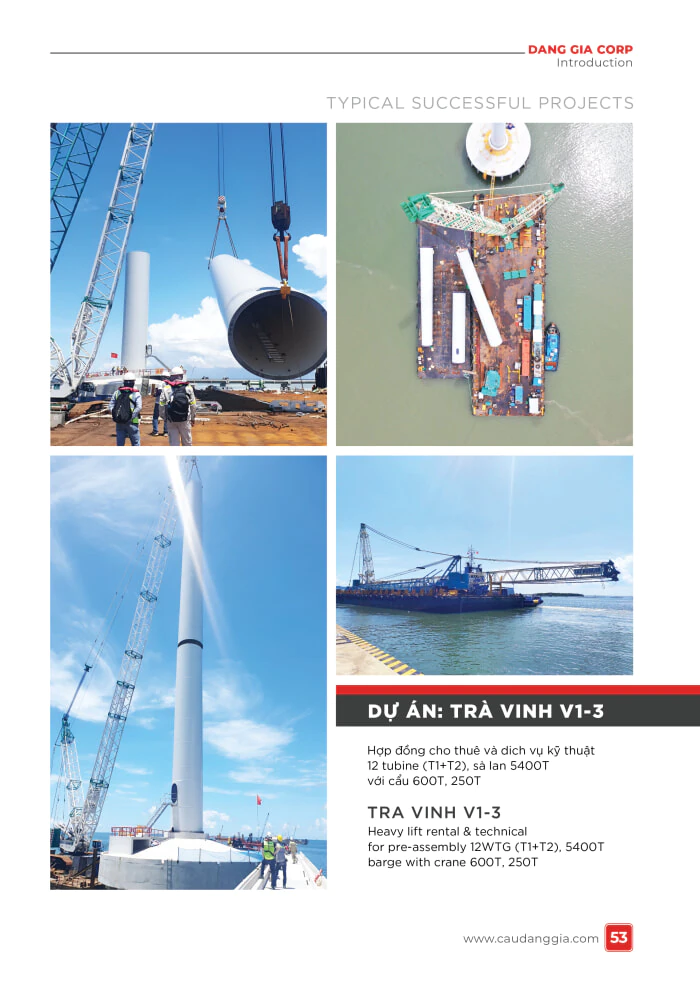 DANG GIA CORP
Introduction
TYPICAL SUCCESSFUL PROJECTS
DỰ ÁN: TRÀ VINH V1-3
Hợp đồng cho thuê và dich vụ kỹ thuật
12 tubine (T1+T2), sà lan 5400T
với cẩu 600T, 250T
TRA VINH V1-3
Heavy lift rental & technical
for pre-assembly 12WTG (T1+T2), 5400T
barge with crane 600T, 250T
www.caudanggia.com 53